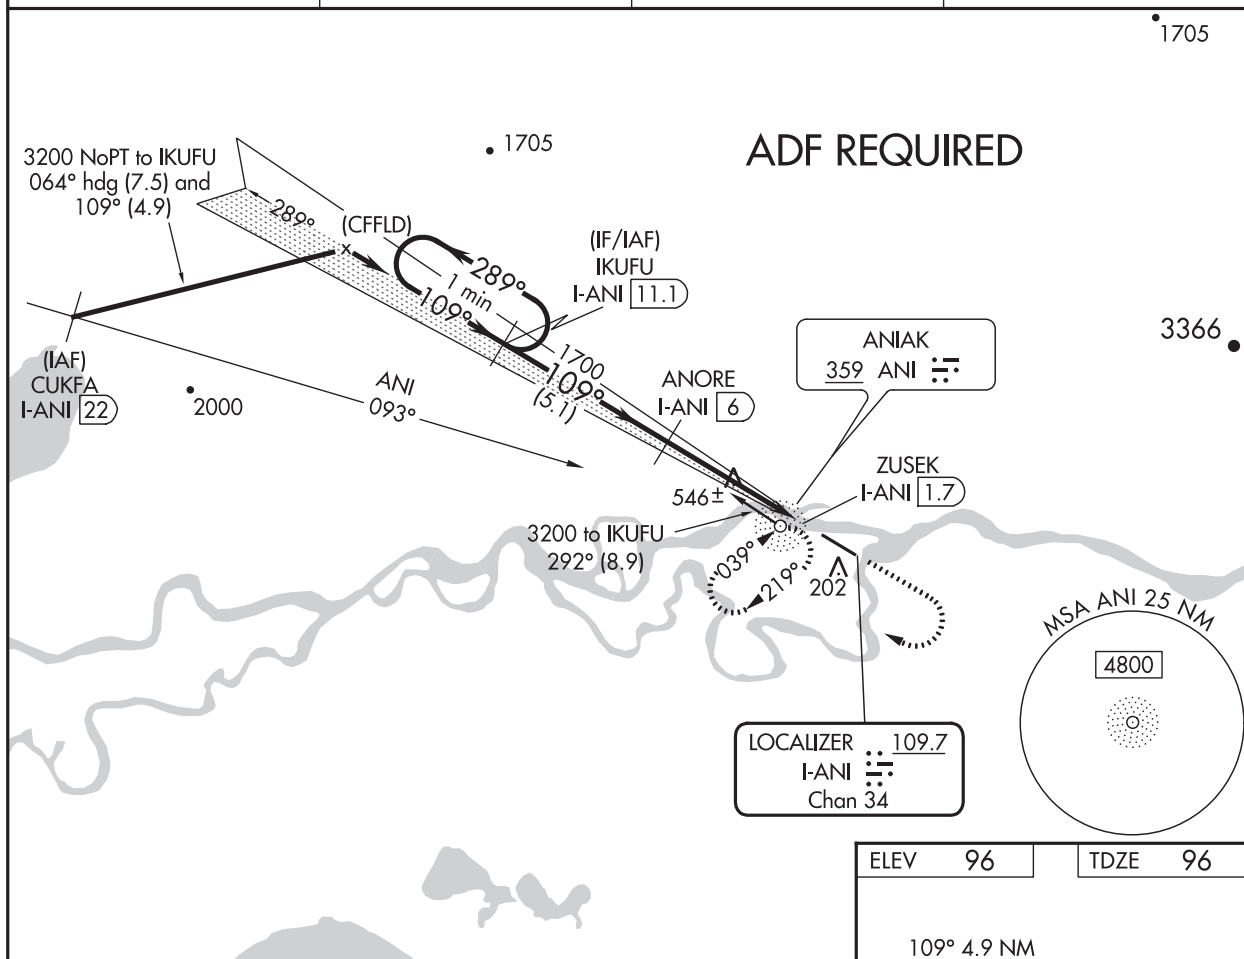 1705
1705
ADF REQUIRED
3200 NoPT to IKUFU
064° hdg (7.5) and
109° (4.9)
289°
(CFFLD)
x
(IF/IAF)
IKUFU
I-ANI 11.1
289°
1 min
109°
3366
ANIAK
359 ANI
1700
109°
(5.1)
(IAF)
CUKFA
I-ANI 22
2000
ANI
093°
ANORE
I-ANI 6
ZUSEK
I-ANI 1.7
546±
3200 to IKUFU
292° (8.9)
039°
219°
202
MSA ANI 25 NM
4800
LOCALIZER 109.7
I-ANI
Chan 34
ELEV 96
TDZE 96
109° 4.9 NM